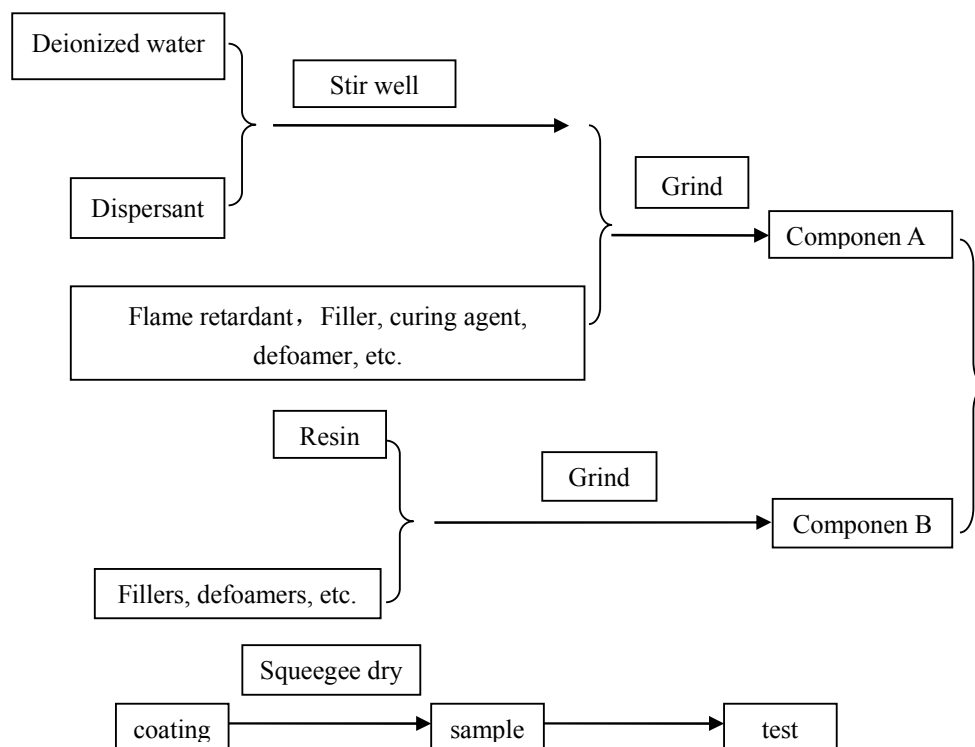 Deionized water
Stir well
Dispersant
Grind
Componen A
Flame retardant，Filler, curing agent,
defoamer, etc.
Resin
Grind
Componen B
Fillers, defoamers, etc.
Squeegee dry
coating
sample
test